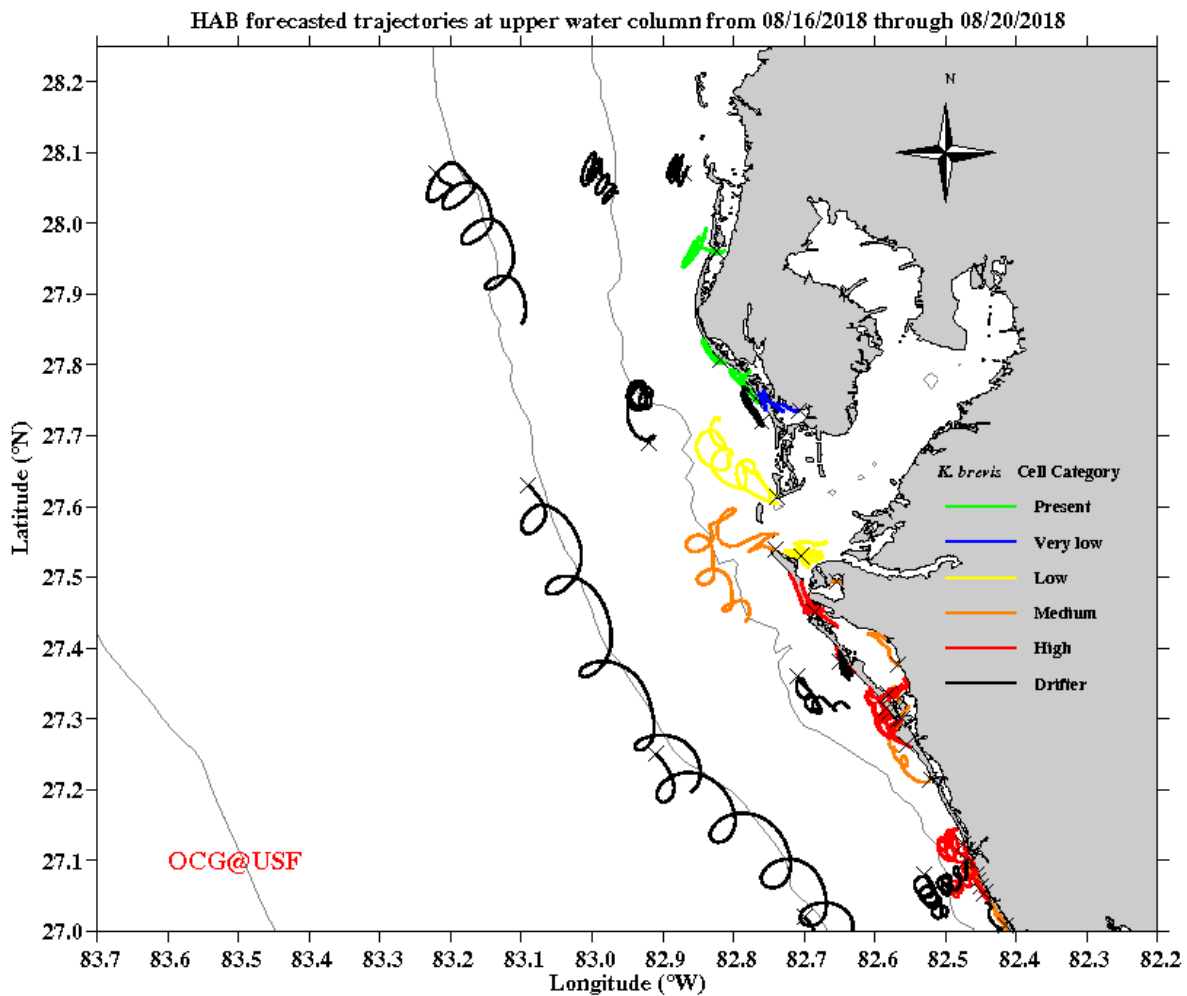 HAB forecasted trajectories at upper water column from 08/16/2018 through 08/20/2018
N
28.2
28.1
28.0
27.9
27.8
27.7
27.6
27.5
27.4
27.3
27.2
27.1
27.0
Latitude (°N)
K. brevis Cell Category
Present
Very low
Low
Medium
High
Drifter
OCG@USF
83.7 83.6 83.5 83.4 83.3 83.2 83.1 83.0 82.9 82.8 82.7 82.6 82.5 82.4 82.3 82.2
Longitude (°W)